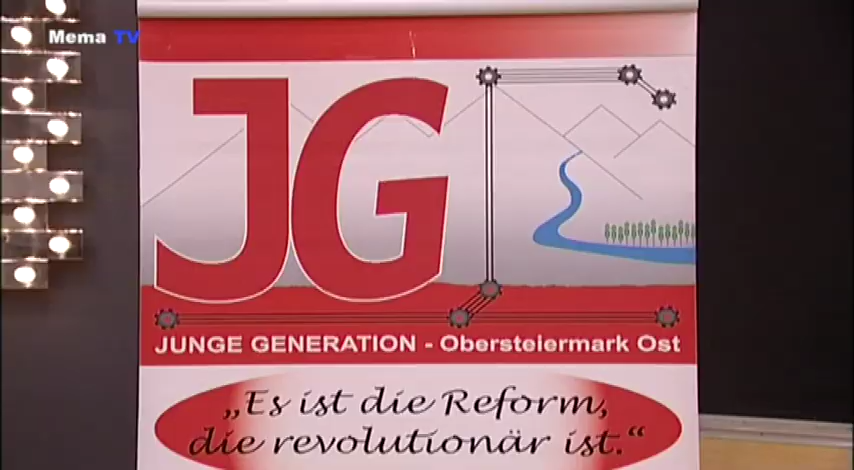 Mema TV
JG
JUNGE GENERATION - Obersteiermark Ost
„Es ist die Reform,
die revolutionär ist.“